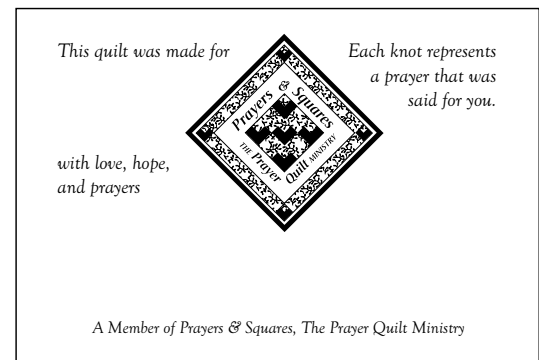 This quilt was made for
Each knot represents
a prayer that was
said for you.
Prayers & Squares
THE Prayer Quilt MINISTRY
with love, hope,
and prayers
A Member of Prayers & Squares, The Prayer Quilt Ministry